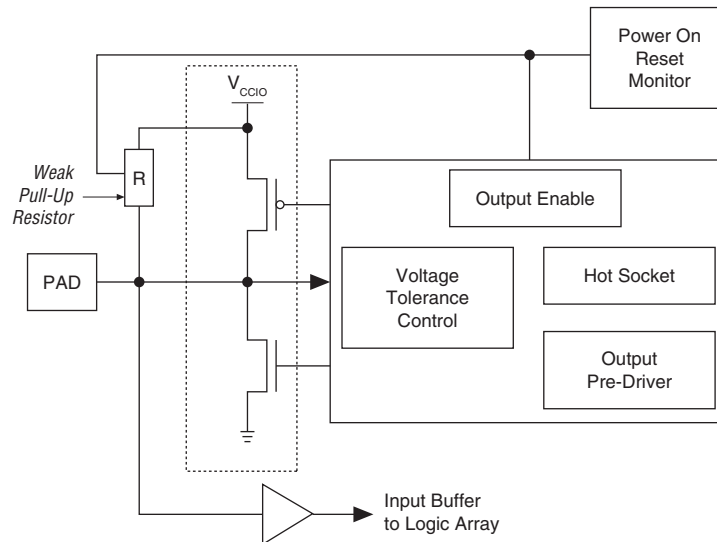 Power On
Reset
Monitor
V_CCIO
Weak
Pull-Up
Resistor
R
Output Enable
PAD
Voltage
Tolerance
Control
Hot Socket
Output
Pre-Driver
Input Buffer
to Logic Array